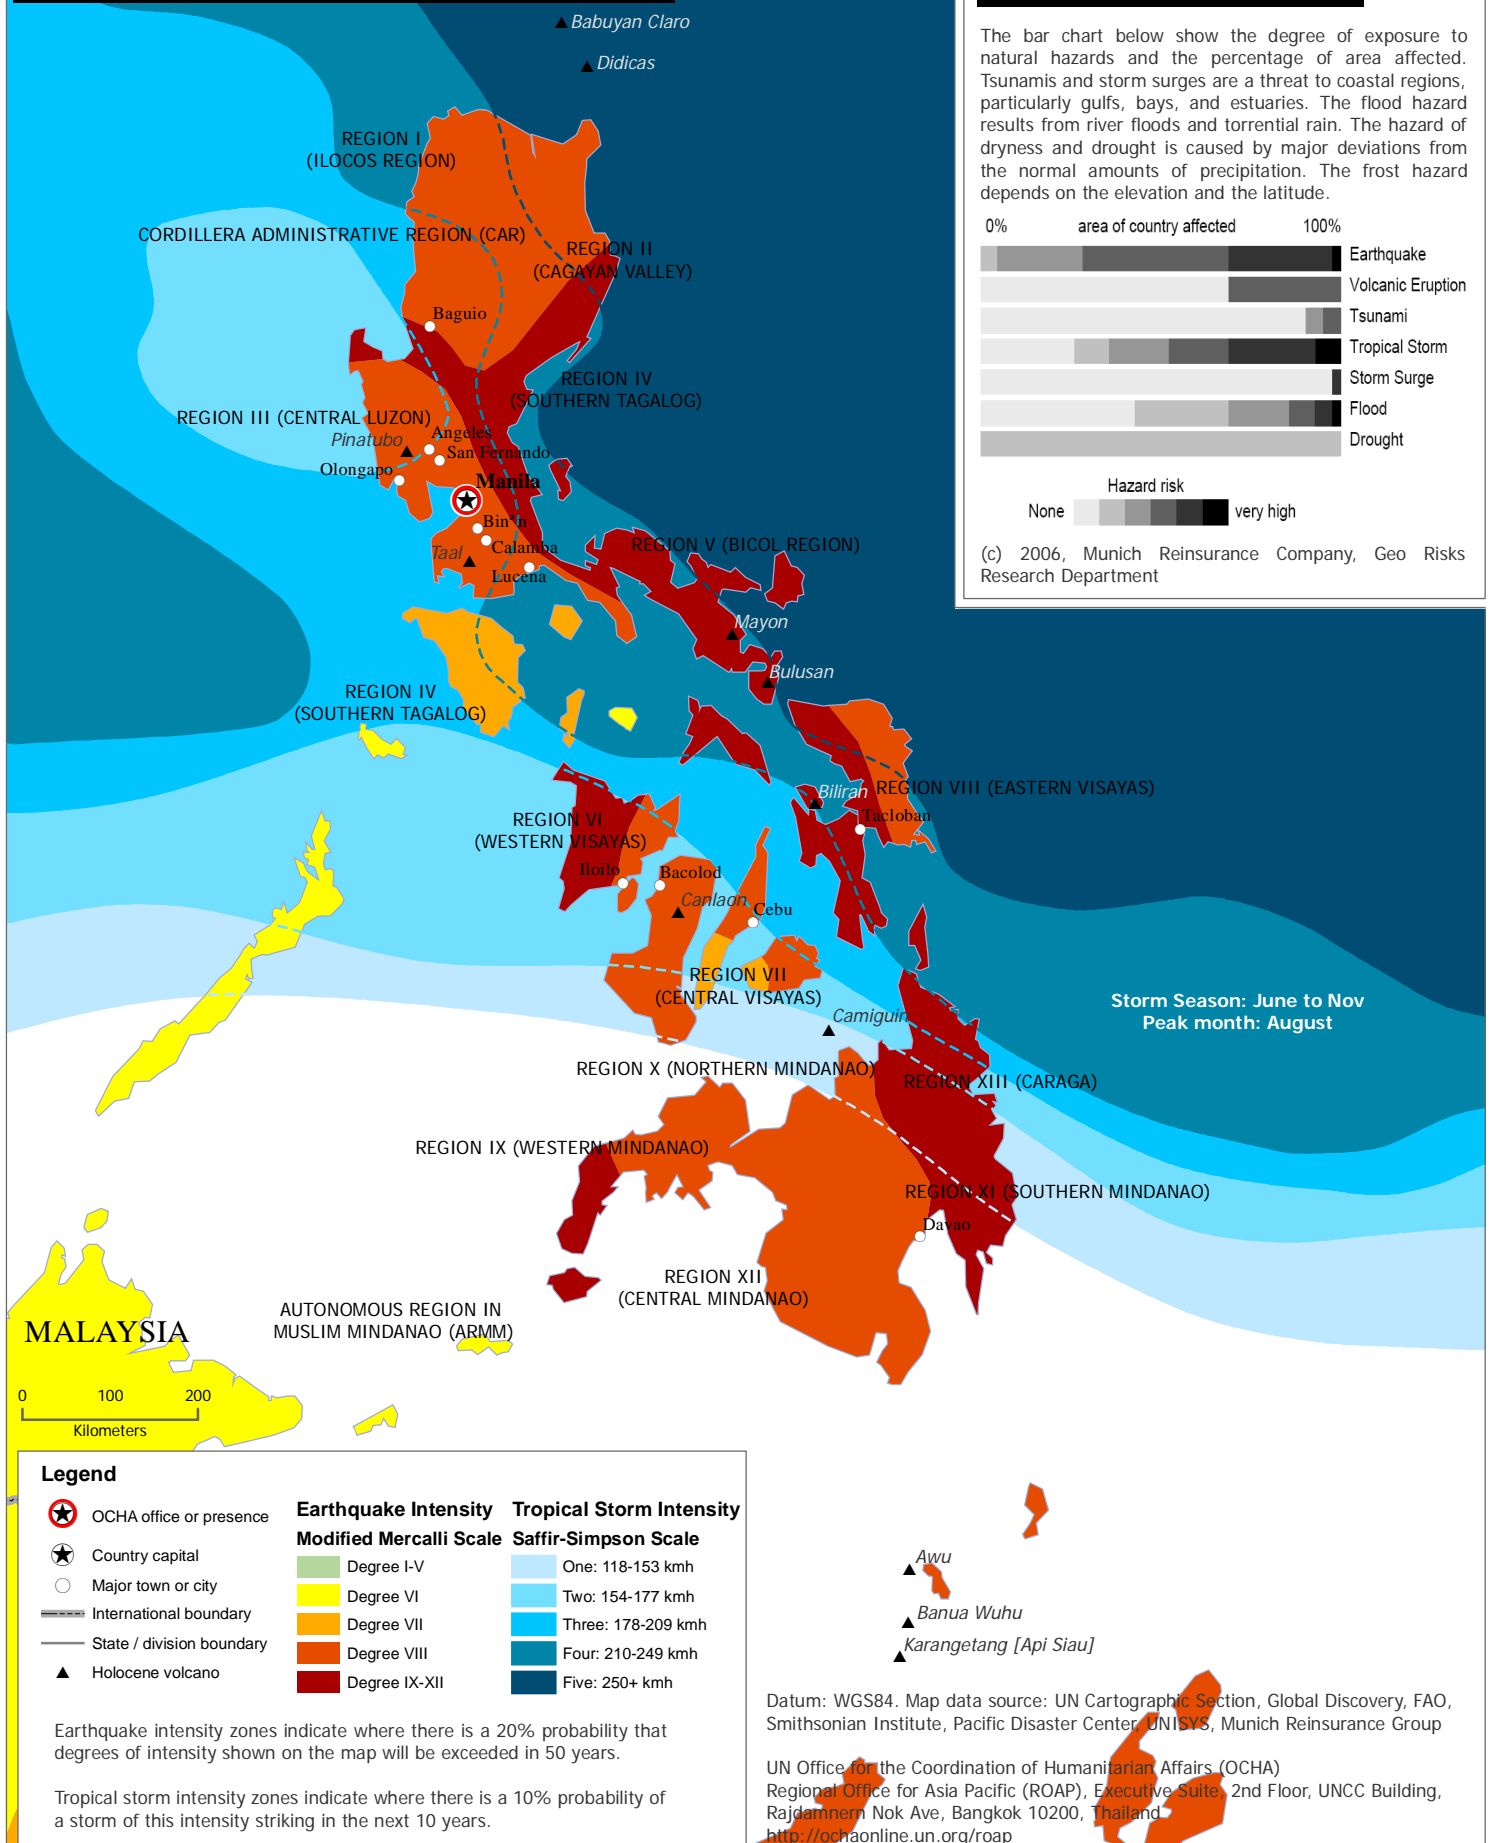 Babuyan Claro
Didicas
REGION I
(ILOCOS REGION)
CORDILLERA ADMINISTRATIVE REGION (CAR)
REGION II
(CAGAYAN VALLEY)
Baguio
REGION IV
(SOUTHERN TAGALOG)
REGION III (CENTRAL LUZON)
Pinatubo
Angeles
San Fernando
Olongapo
Manila
Biñan
Calamba
Taal
Lucena
REGION V (BICOL REGION)
Mayon
Bulusan
REGION IV
(SOUTHERN TAGALOG)
Biliran
REGION VIII (EASTERN VISAYAS)
Tacloban
REGION VI
(WESTERN VISAYAS)
Iloilo
Bacolod
Canlaon
Cebu
REGION VII
(CENTRAL VISAYAS)
Camiguin
Storm Season: June to Nov
Peak month: August
REGION X (NORTHERN MINDANAO)
REGION XIII (CARAGA)
REGION IX (WESTERN MINDANAO)
REGION XI (SOUTHERN MINDANAO)
Davao
REGION XII
(CENTRAL MINDANAO)
AUTONOMOUS REGION IN
MUSLIM MINDANAO (ARMM)
MALAYSIA
0 100 200
Kilometers
The bar chart below show the degree of exposure to
natural hazards and the percentage of area affected.
Tsunamis and storm surges are a threat to coastal regions,
particularly gulfs, bays, and estuaries. The flood hazard
results from river floods and torrential rain. The hazard of
dryness and drought is caused by major deviations from
the normal amounts of precipitation. The frost hazard
depends on the elevation and the latitude.
0% area of country affected 100%
Earthquake
Volcanic Eruption
Tsunami
Tropical Storm
Storm Surge
Flood
Drought
Hazard risk
None very high
(c) 2006, Munich Reinsurance Company, Geo Risks
Research Department
Legend
OCHA office or presence
Country capital
Major town or city
International boundary
State / division boundary
Holocene volcano
Earthquake Intensity
Modified Mercalli Scale
Degree I-V
Degree VI
Degree VII
Degree VIII
Degree IX-XII
Tropical Storm Intensity
Saffir-Simpson Scale
One: 118-153 kmh
Two: 154-177 kmh
Three: 178-209 kmh
Four: 210-249 kmh
Five: 250+ kmh
Earthquake intensity zones indicate where there is a 20% probability that
degrees of intensity shown on the map will be exceeded in 50 years.
Tropical storm intensity zones indicate where there is a 10% probability of
a storm of this intensity striking in the next 10 years.
Awu
Banua Wuhu
Karangetang [Api Siau]
Datum: WGS84. Map data source: UN Cartographic Section, Global Discovery, FAO,
Smithsonian Institute, Pacific Disaster Center, UNISYS, Munich Reinsurance Group
UN Office for the Coordination of Humanitarian Affairs (OCHA)
Regional Office for Asia Pacific (ROAP), Executive Suite, 2nd Floor, UNCC Building,
Rajdamnern Nok Ave, Bangkok 10200, Thailand
http://ochaonline.un.org/roap